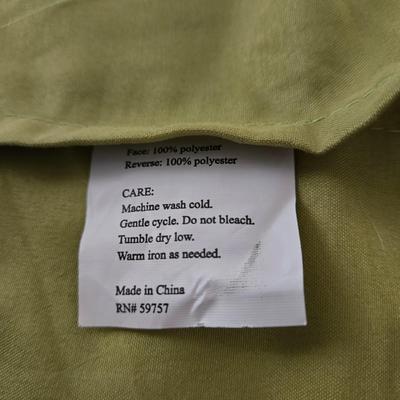 Face: 100% polyester
Reverse: 100% polyester
CARE:
Machine wash cold.
Gentle cycle. Do not bleach.
Tumble dry low.
Warm iron as needed.
Made in China
RN# 59757